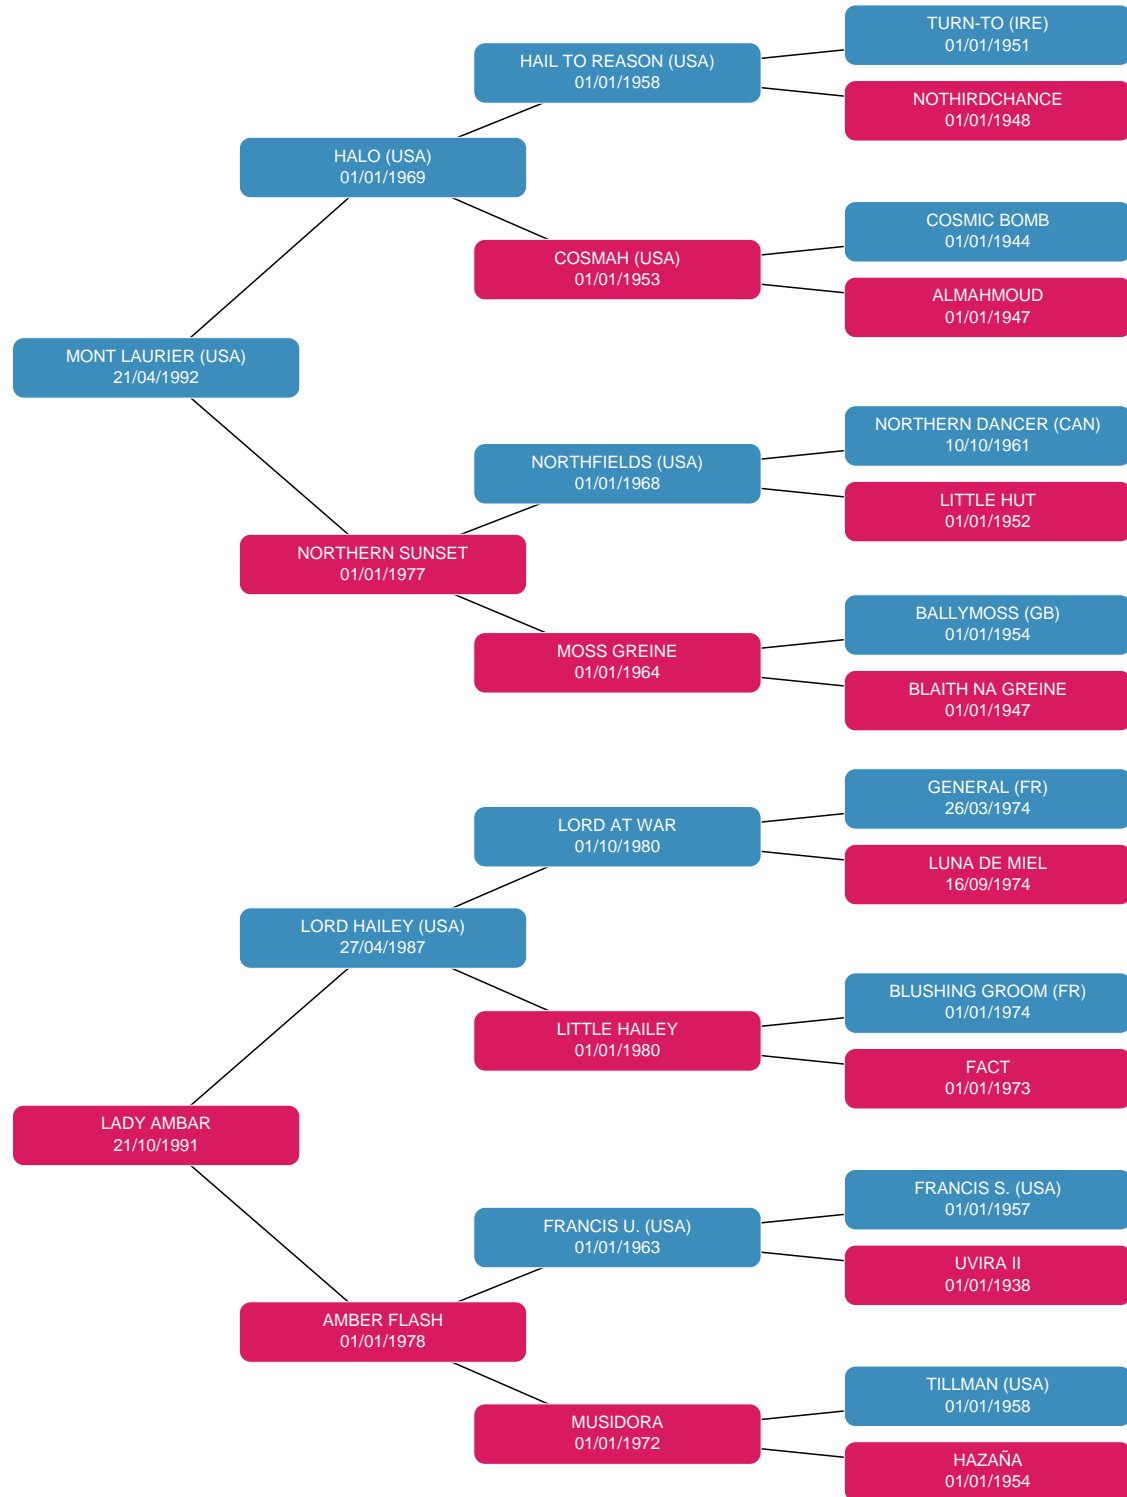 TURN-TO (IRE)
01/01/1951
HAIL TO REASON (USA)
01/01/1958
NOTHIRDCHANCE
01/01/1948
HALO (USA)
01/01/1969
COSMIC BOMB
01/01/1944
COSMAH (USA)
01/01/1953
ALMAHMOUD
01/01/1947
MONT LAURIER (USA)
21/04/1992
NORTHERN DANCER (CAN)
10/10/1961
NORTHFIELDS (USA)
01/01/1968
LITTLE HUT
01/01/1952
NORTHERN SUNSET
01/01/1977
BALLYMOSS (GB)
01/01/1954
MOSS GREINE
01/01/1964
BLAITH NA GREINE
01/01/1947
GENERAL (FR)
26/03/1974
LORD AT WAR
01/10/1980
LUNA DE MIEL
16/09/1974
LORD HAILEY (USA)
27/04/1987
BLUSHING GROOM (FR)
01/01/1974
LITTLE HAILEY
01/01/1980
FACT
01/01/1973
LADY AMBAR
21/10/1991
FRANCIS S. (USA)
01/01/1957
FRANCIS U. (USA)
01/01/1963
UVIRA II
01/01/1938
AMBER FLASH
01/01/1978
TILLMAN (USA)
01/01/1958
MUSIDORA
01/01/1972
HAZAÑA
01/01/1954